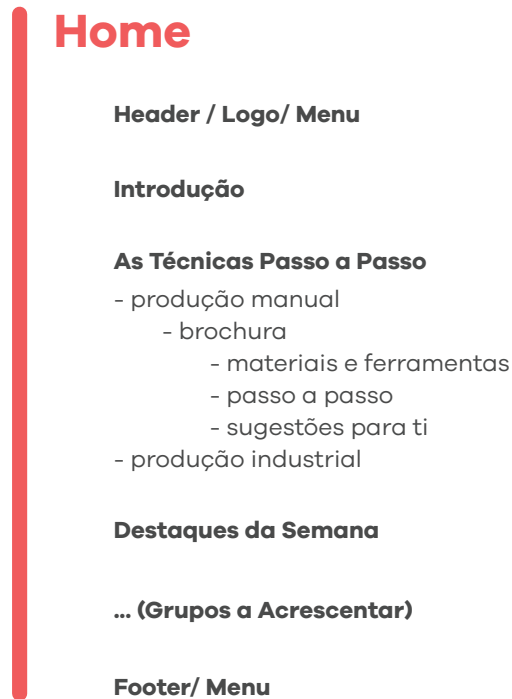 Home
Header / Logo/ Menu
Introdução
As Técnicas Passo a Passo
- produção manual
- brochura
- materiais e ferramentas
- passo a passo
- sugestões para ti
- produção industrial
Destaques da Semana
... (Grupos a Acrescentar)
Footer/ Menu